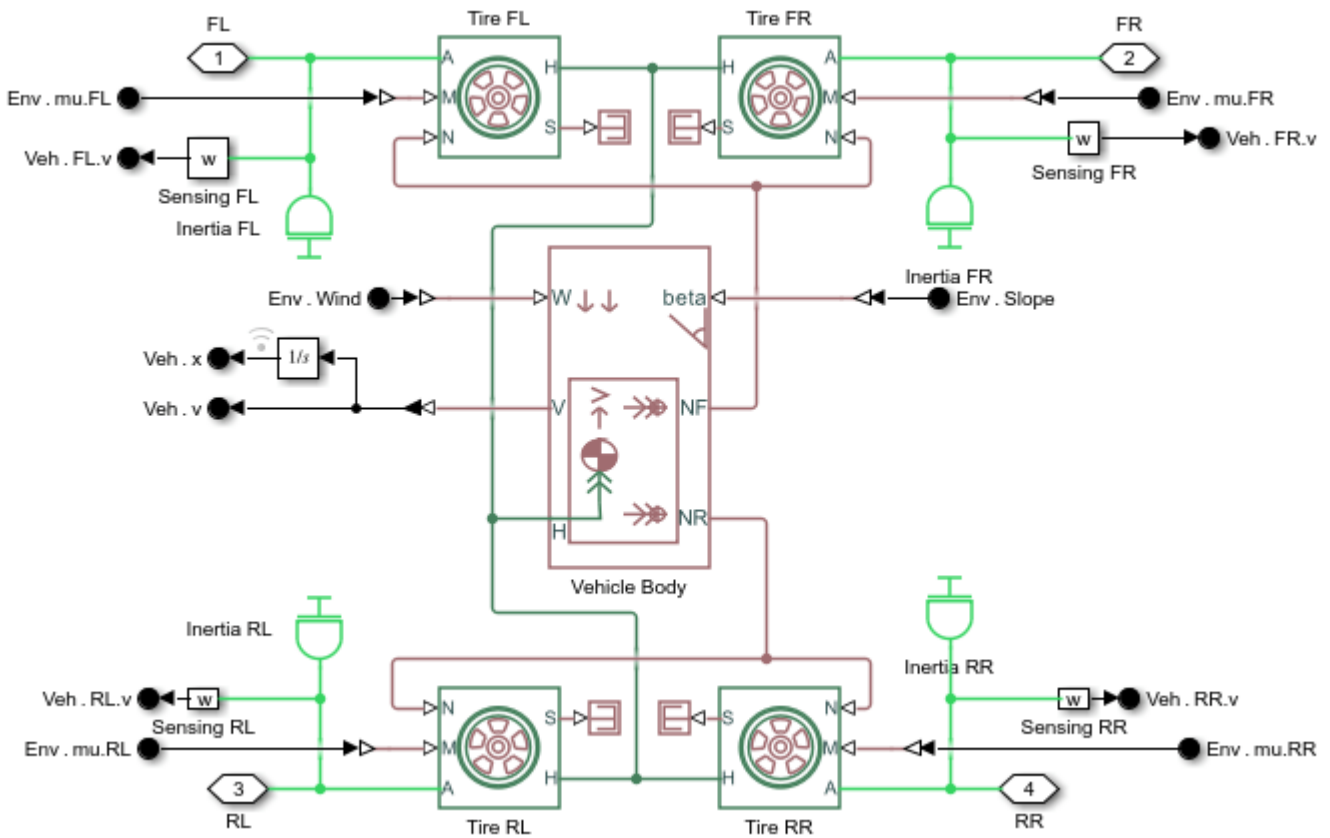 FL
Tire FL
Tire FR
FR
1
A
H
H
A
2
Env . mu.FL
M
M
Env . mu.FR
S
S
N
N
Veh . FL.v
w
w
Veh . FR.v
Sensing FL
Sensing FR
Inertia FL
Inertia FR
Env . Wind
W
beta
Env . Slope
Veh . x
1/s
Veh . v
V
V
NF
NR
H
Vehicle Body
Inertia RL
Inertia RR
Veh . RL.v
w
N
S
S
N
w
Veh . RR.v
Sensing RL
Sensing RR
Env . mu.RL
M
M
Env . mu.RR
3
A
H
H
A
4
RL
Tire RL
Tire RR
RR